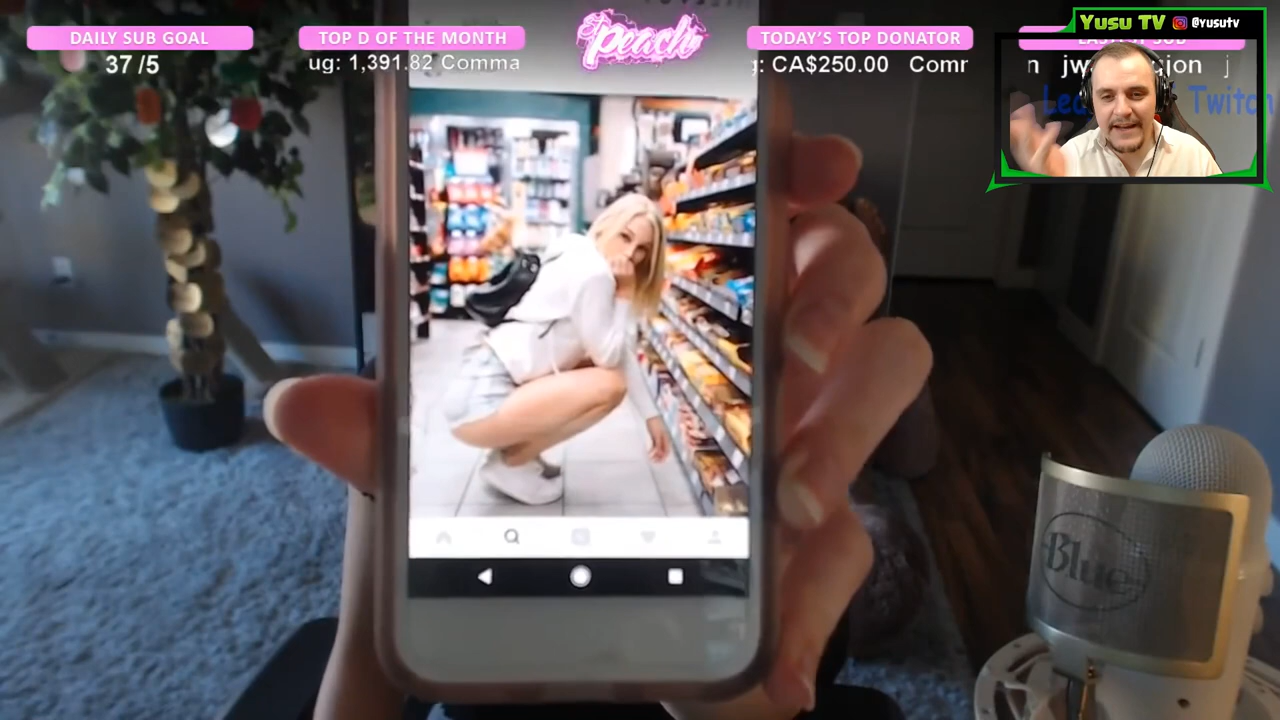 DAILY SUB GOAL
37 /5
TOP D OF THE MONTH
ug: 1,391.82 Comma
peach
TODAY'S TOP DONATOR
: CA$250.00 Comr
Yusu TV @yusutv
Twitch
Blue